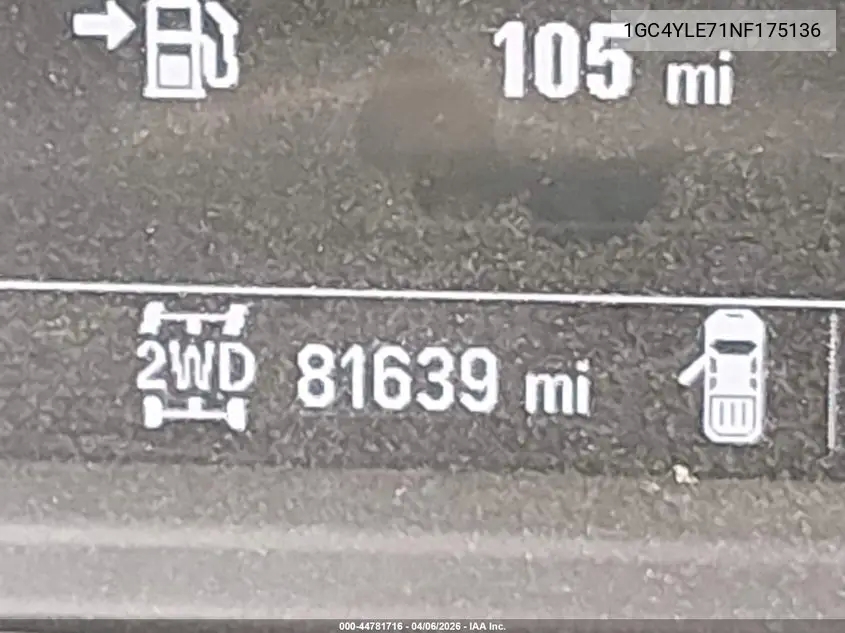 1GC4YLE71NF175136
105 mi
2WD 81639 mi
000-44781716 - 04/06/2026 - IAA Inc.